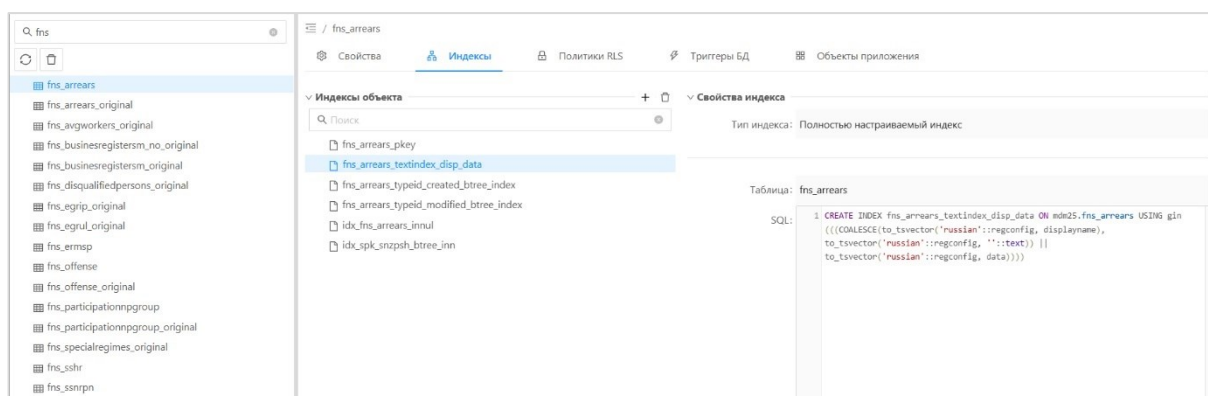 fns
fns_arrears
fns_arrears_original
fns_avgworkers_original
fns_businesregistersm_no_original
fns_businesregistersm_original
fns_disqualifiedpersons_original
fns_egrip_original
fns_egrul_original
fns_ermsp
fns_offense
fns_offense_original
fns_participationnpgroup
fns_participationnpgroup_original
fns_specialregimes_original
fns_sshr
fns_ssnrpn
/ fns_arrears
Свойства Индексы Политики RLS Триггеры БД Объекты приложения
Индексы объекта
Поиск
fns_arrears_pkey
fns_arrears_textindex_disp_data
fns_arrears_typeid_created_btree_index
fns_arrears_typeid_modified_btree_index
idx_fns_arrears_innul
idx_spk_snzpsh_btree_inn
Свойства индекса
Тип индекса: Полностью настраиваемый индекс
Таблица: fns_arrears
SQL: 1 CREATE INDEX fns_arrears_textindex_disp_data ON mdm25.fns_arrears USING gin
(((COALESCE(to_tsvector('russian'::regconfig, displayname),
to_tsvector('russian'::regconfig, ''::text)) ||
to_tsvector('russian'::regconfig, data))))